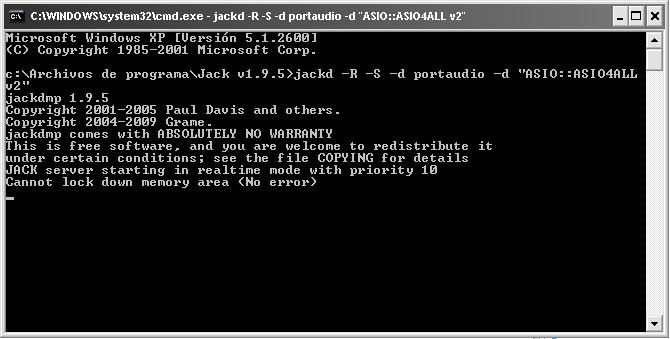 C:\WINDOWS\system32\cmd.exe - jackd -R -S -d portaudio -d "ASIO::ASIO4ALL v2"
Microsoft Windows XP [Versión 5.1.2600]
(C) Copyright 1985-2001 Microsoft Corp.
c:\Archivos de programa\Jack v1.9.5>jackd -R -S -d portaudio -d "ASIO::ASIO4ALL
v2"
jackdmp 1.9.5
Copyright 2001-2005 Paul Davis and others.
Copyright 2004-2009 Grame.
jackdmp comes with ABSOLUTELY NO WARRANTY
This is free software, and you are welcome to redistribute it
under certain conditions; see the file COPYING for details
JACK server starting in realtime mode with priority 10
Cannot lock down memory area (No error)